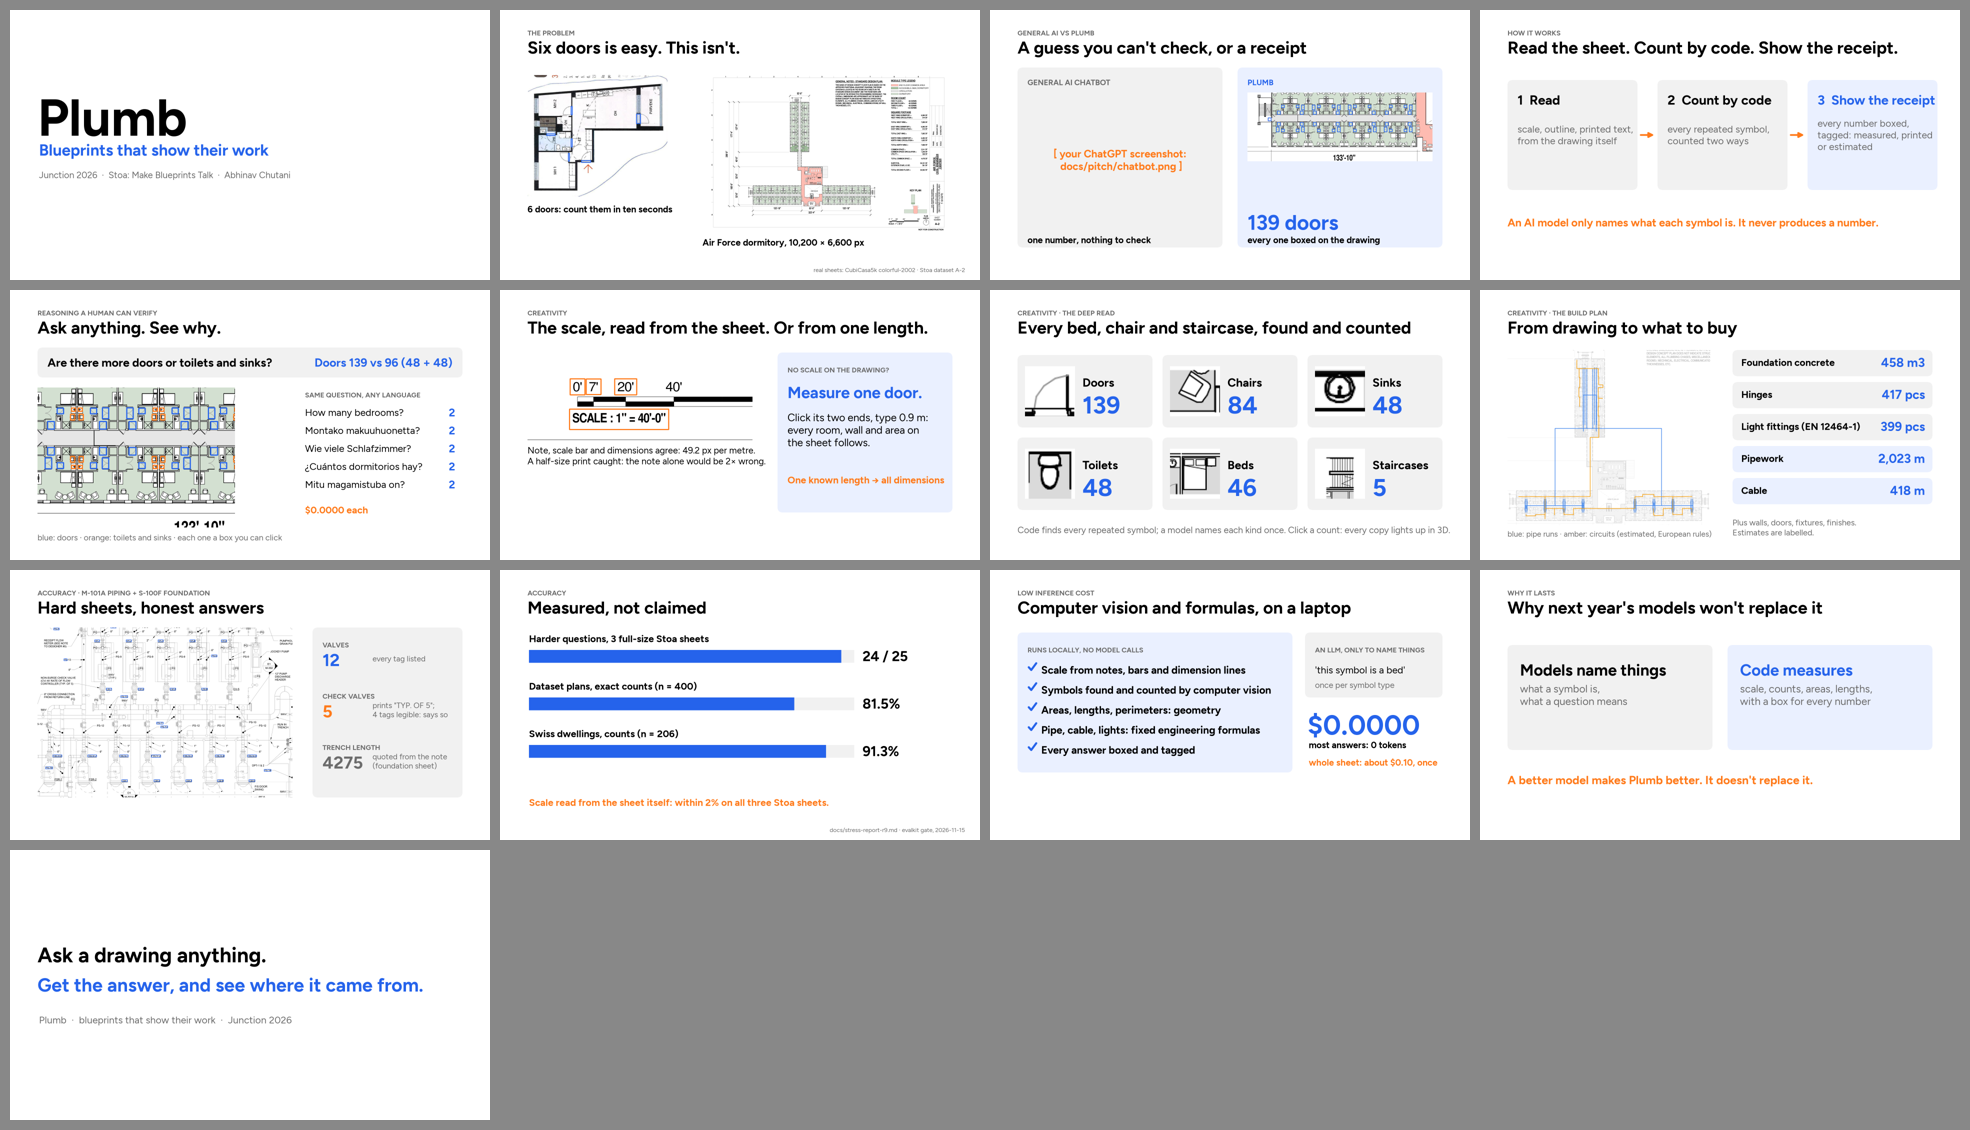 Plumb
Blueprints that show their work
Junction 2026 · Stoa: Make Blueprints Talk · Abhinav Chutani
THE PROBLEM
Six doors is easy. This isn't.
6 doors: count them in ten seconds
Air Force dormitory, 10,200 × 6,600 px
real sheets: CubiCasa5k colorful-2002 · Stoa dataset A-2
GENERAL AI VS PLUMB
A guess you can't check, or a receipt
GENERAL AI CHATBOT
[ your ChatGPT screenshot:
docs/pitch/chatbot.png ]
one number, nothing to check
PLUMB
133'-10"
139 doors
every one boxed on the drawing
HOW IT WORKS
Read the sheet. Count by code. Show the receipt.
1 Read
scale, outline, printed text,
from the drawing itself
2 Count by code
every repeated symbol,
counted two ways
3 Show the receipt
every number boxed,
tagged: measured, printed
or estimated
An AI model only names what each symbol is. It never produces a number.
REASONING A HUMAN CAN VERIFY
Ask anything. See why.
Are there more doors or toilets and sinks?
Doors 139 vs 96 (48 + 48)
SAME QUESTION, ANY LANGUAGE
How many bedrooms? 2
Montako makuuhuonetta? 2
Wie viele Schlafzimmer? 2
¿Cuántos dormitorios hay? 2
Mitu magamistuba on? 2
$0.0000 each
blue: doors · orange: toilets and sinks · each one a box you can click
CREATIVITY
The scale, read from the sheet. Or from one length.
0' 7' 20' 40'
SCALE : 1" = 40'-0"
Note, scale bar and dimensions agree: 49.2 px per metre.
A half-size print caught: the note alone would be 2× wrong.
NO SCALE ON THE DRAWING?
Measure one door.
Click its two ends, type 0.9 m:
every room, wall and area on
the sheet follows.
One known length → all dimensions
CREATIVITY · THE DEEP READ
Every bed, chair and staircase, found and counted
Doors
139
Chairs
84
Sinks
48
Toilets
48
Beds
46
Staircases
5
Code finds every repeated symbol; a model names each kind once. Click a count: every copy lights up in 3D.
CREATIVITY · THE BUILD PLAN
From drawing to what to buy
Foundation concrete 458 m3
Hinges 417 pcs
Light fittings (EN 12464-1) 399 pcs
Pipework 2,023 m
Cable 418 m
Plus walls, doors, fixtures, finishes.
Estimates are labelled.
blue: pipe runs · amber: circuits (estimated, European rules)
ACCURACY · M-101A PIPING + S-100F FOUNDATION
Hard sheets, honest answers
VALVES
12 every tag listed
CHECK VALVES
5 prints "TYP. OF 5";
4 tags legible: says so
TRENCH LENGTH
4275 quoted from the note
(foundation sheet)
ACCURACY
Measured, not claimed
Harder questions, 3 full-size Stoa sheets
24 / 25
Dataset plans, exact counts (n = 400)
81.5%
Swiss dwellings, counts (n = 206)
91.3%
Scale read from the sheet itself: within 2% on all three Stoa sheets.
docs/stress-report-r9.md · evalkit gate, 2026-11-15
LOW INFERENCE COST
Computer vision and formulas, on a laptop
RUNS LOCALLY, NO MODEL CALLS
Scale from notes, bars and dimension lines
Symbols found and counted by computer vision
Areas, lengths, perimeters: geometry
Pipe, cable, lights: fixed engineering formulas
Every answer boxed and tagged
AN LLM, ONLY TO NAME THINGS
'this symbol is a bed'
once per symbol type
$0.0000
most answers: 0 tokens
whole sheet: about $0.10, once
WHY IT LASTS
Why next year's models won't replace it
Models name things
what a symbol is,
what a question means
Code measures
scale, counts, areas, lengths,
with a box for every number
A better model makes Plumb better. It doesn't replace it.
Ask a drawing anything.
Get the answer, and see where it came from.
Plumb · blueprints that show their work · Junction 2026